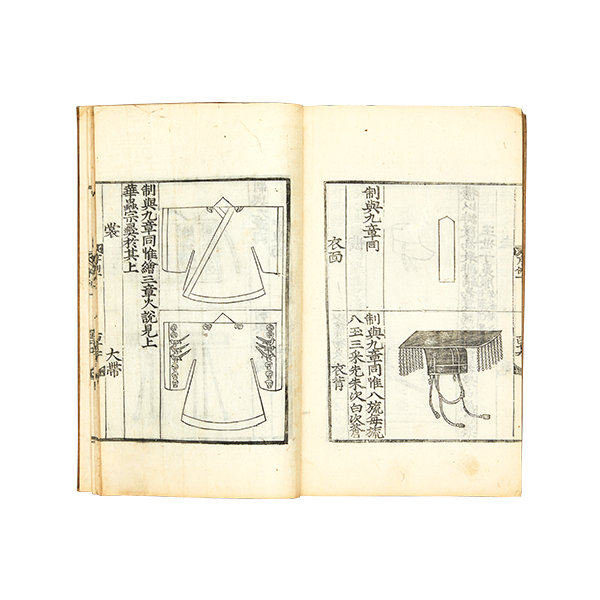 制與九章同
衣面
制與九章同惟八旒每旒
八玉三采先朱次白次蒼
衣背
制與九章同惟繪三章火說見上
華蟲宗彝於其上
裳
大帶